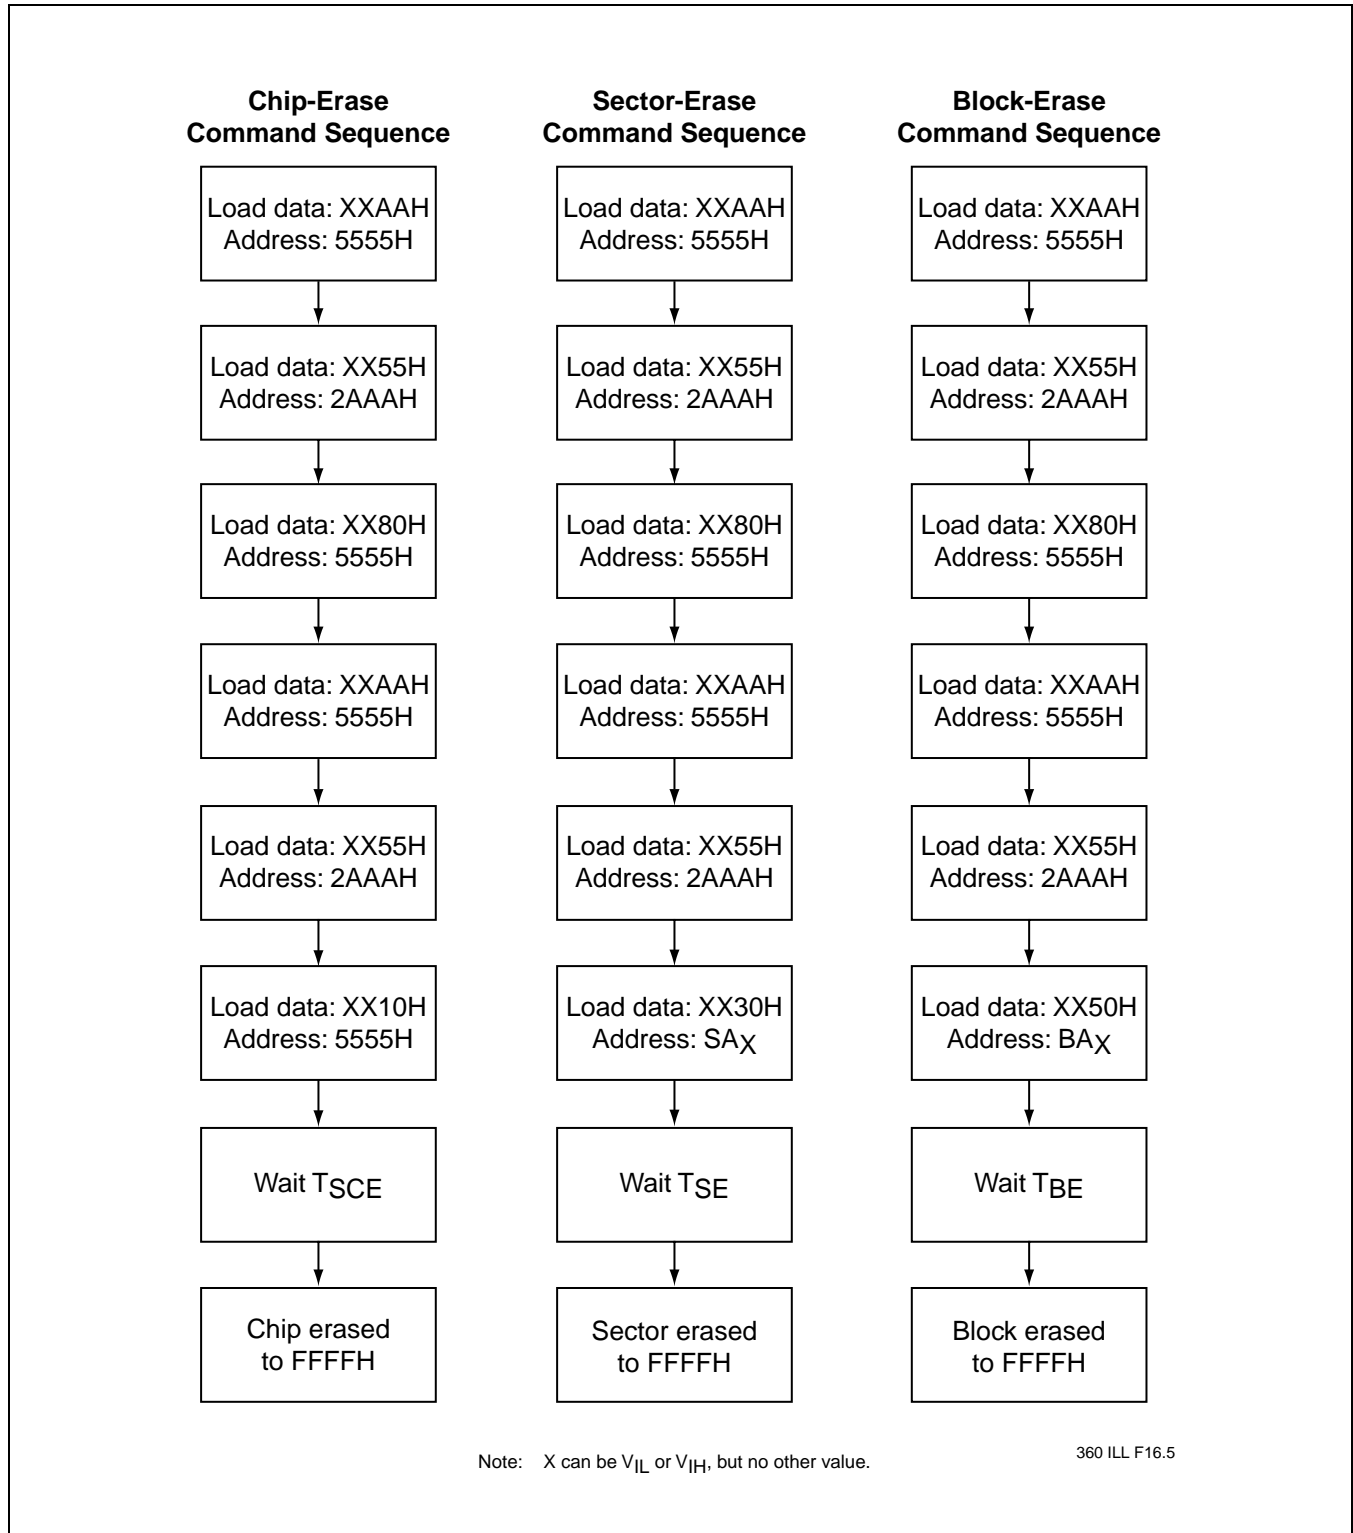 Chip-Erase
Command Sequence
Load data: XXAAH
Address: 5555H
Load data: XX55H
Address: 2AAAH
Load data: XX80H
Address: 5555H
Load data: XXAAH
Address: 5555H
Load data: XX55H
Address: 2AAAH
Load data: XX10H
Address: 5555H
Wait TSCE
Chip erased
to FFFFH
Sector-Erase
Command Sequence
Load data: XXAAH
Address: 5555H
Load data: XX55H
Address: 2AAAH
Load data: XX80H
Address: 5555H
Load data: XXAAH
Address: 5555H
Load data: XX55H
Address: 2AAAH
Load data: XX30H
Address: SAX
Wait TSE
Sector erased
to FFFFH
Block-Erase
Command Sequence
Load data: XXAAH
Address: 5555H
Load data: XX55H
Address: 2AAAH
Load data: XX80H
Address: 5555H
Load data: XXAAH
Address: 5555H
Load data: XX55H
Address: 2AAAH
Load data: XX50H
Address: BAX
Wait TBE
Block erased
to FFFFH
Note: X can be VIL or VIH, but no other value.
360 ILL F16.5